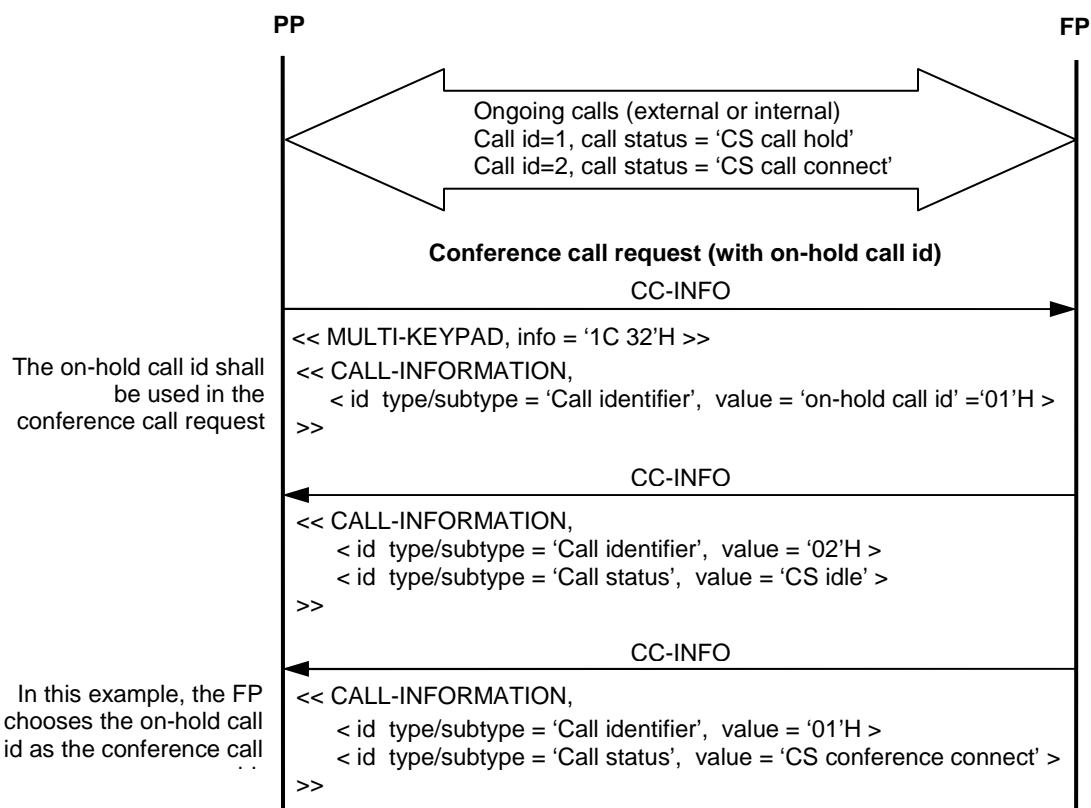 PP
FP
Ongoing calls (external or internal)
Call id=1, call status = ‘CS call hold’
Call id=2, call status = ‘CS call connect’
Conference call request (with on-hold call id)
CC-INFO
<< MULTI-KEYPAD, info = ‘1C 32’H >>
The on-hold call id shall
be used in the
conference call request
<< CALL-INFORMATION,
< id type/subtype = ‘Call identifier’, value = ‘on-hold call id’ =‘01’H >
>>
CC-INFO
<< CALL-INFORMATION,
< id type/subtype = ‘Call identifier’, value = ‘02’H >
< id type/subtype = ‘Call status’, value = ‘CS idle’ >
>>
CC-INFO
In this example, the FP
chooses the on-hold call
id as the conference call
<< CALL-INFORMATION,
< id type/subtype = ‘Call identifier’, value = ‘01’H >
< id type/subtype = ‘Call status’, value = ‘CS conference connect’ >
>>